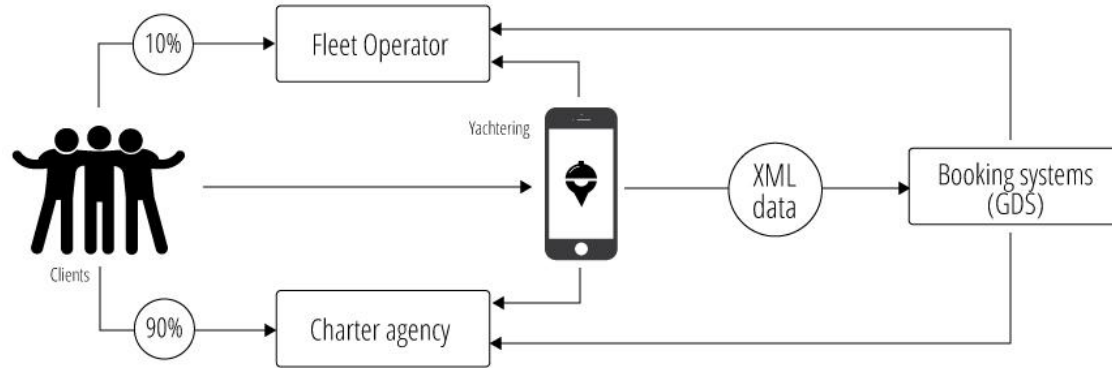 10%
Fleet Operator
Yachtering
XML
data
Booking systems
(GDS)
Clients
90%
Charter agency